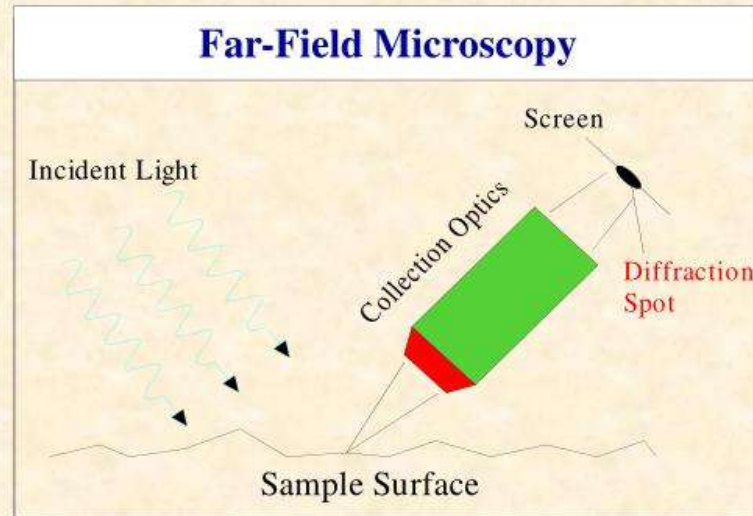 Far-Field Microscopy
Screen
Incident Light
Collection Optics
Diffraction
Spot
Sample Surface